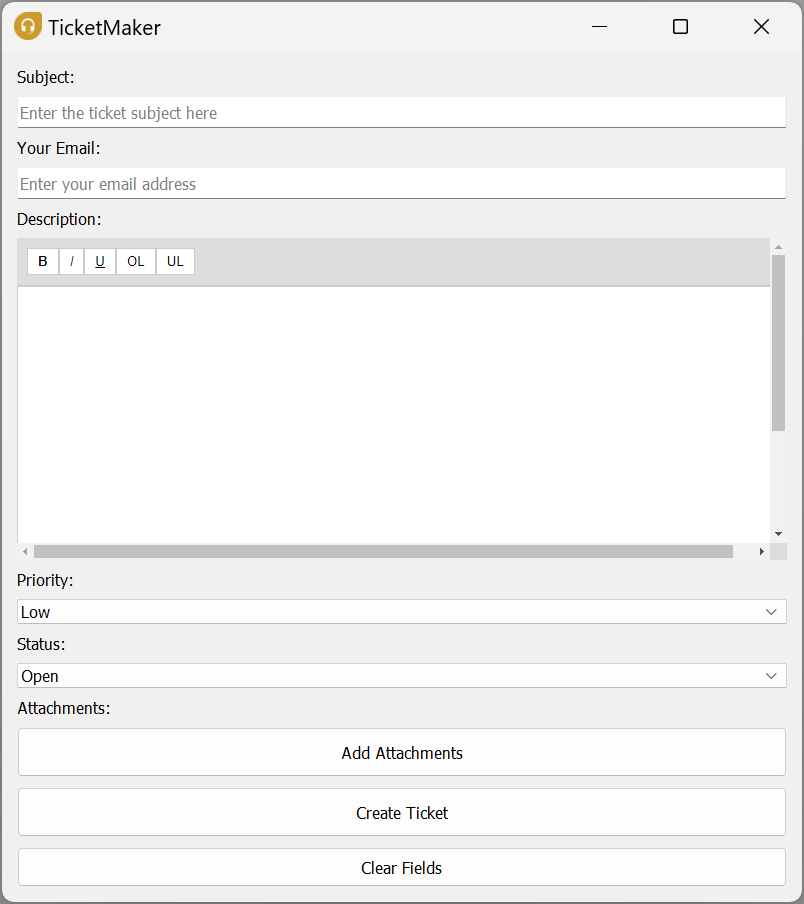 TicketMaker
Subject:
Enter the ticket subject here
Your Email:
Enter your email address
Description:
B I U OL UL
Priority:
Low
Status:
Open
Attachments:
Add Attachments
Create Ticket
Clear Fields